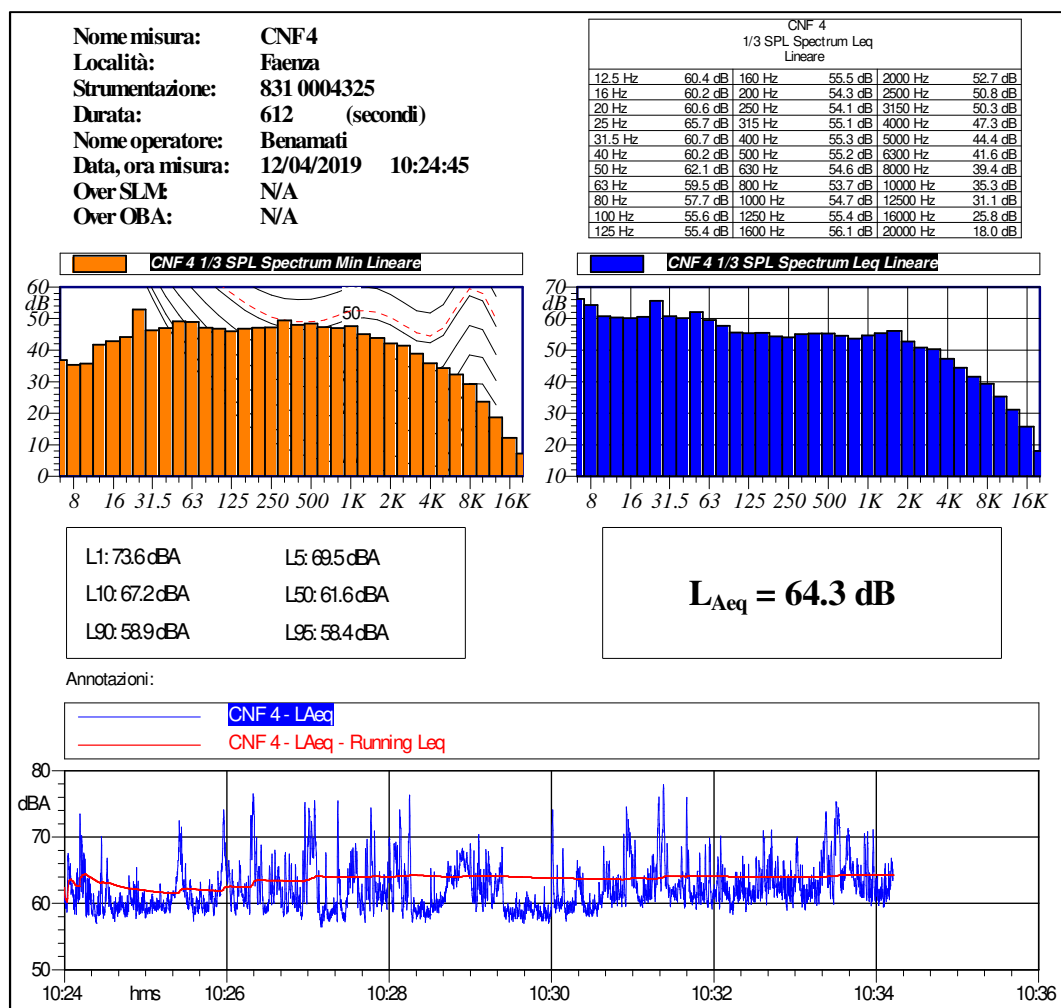 Nome misura: CNF 4
Località: Faenza
Strumentazione: 831 0004325
Durata: 612 (secondi)
Nome operatore: Benamati
Data, ora misura: 12/04/2019 10:24:45
Over SLM: N/A
Over OBA: N/A
CNF 4
1/3 SPL Spectrum Leq
Lineare
12.5 Hz 60.4 dB 160 Hz 55.5 dB 2000 Hz 52.7 dB
16 Hz 60.2 dB 200 Hz 54.3 dB 2500 Hz 50.8 dB
20 Hz 60.6 dB 250 Hz 54.1 dB 3150 Hz 50.3 dB
25 Hz 65.7 dB 315 Hz 55.1 dB 4000 Hz 47.3 dB
31.5 Hz 60.7 dB 400 Hz 55.3 dB 5000 Hz 44.4 dB
40 Hz 60.2 dB 500 Hz 55.2 dB 6300 Hz 41.6 dB
50 Hz 62.1 dB 630 Hz 54.6 dB 8000 Hz 39.4 dB
63 Hz 59.5 dB 800 Hz 53.7 dB 10000 Hz 35.3 dB
80 Hz 57.7 dB 1000 Hz 54.7 dB 12500 Hz 31.1 dB
100 Hz 55.6 dB 1250 Hz 55.4 dB 16000 Hz 25.8 dB
125 Hz 55.4 dB 1600 Hz 56.1 dB 20000 Hz 18.0 dB
CNF 4 1/3 SPL Spectrum Min Lineare
60
dB
50
40
30
20
10
0
50
8 16 31.5 63 125 250 500 1K 2K 4K 8K 16K
CNF 4 1/3 SPL Spectrum Leq Lineare
70
dB
60
50
40
30
20
10
8 16 31.5 63 125 250 500 1K 2K 4K 8K 16K
L1: 73.6 dBA L5: 69.5 dBA
L10: 67.2 dBA L50: 61.6 dBA
L90: 58.9 dBA L95: 58.4 dBA
LAeq = 64.3 dB
Annotazioni:
CNF 4 - LAeq
CNF 4 - LAeq - Running Leq
80
dBA
70
60
50
10:24 hms 10:26 10:28 10:30 10:32 10:34 10:36